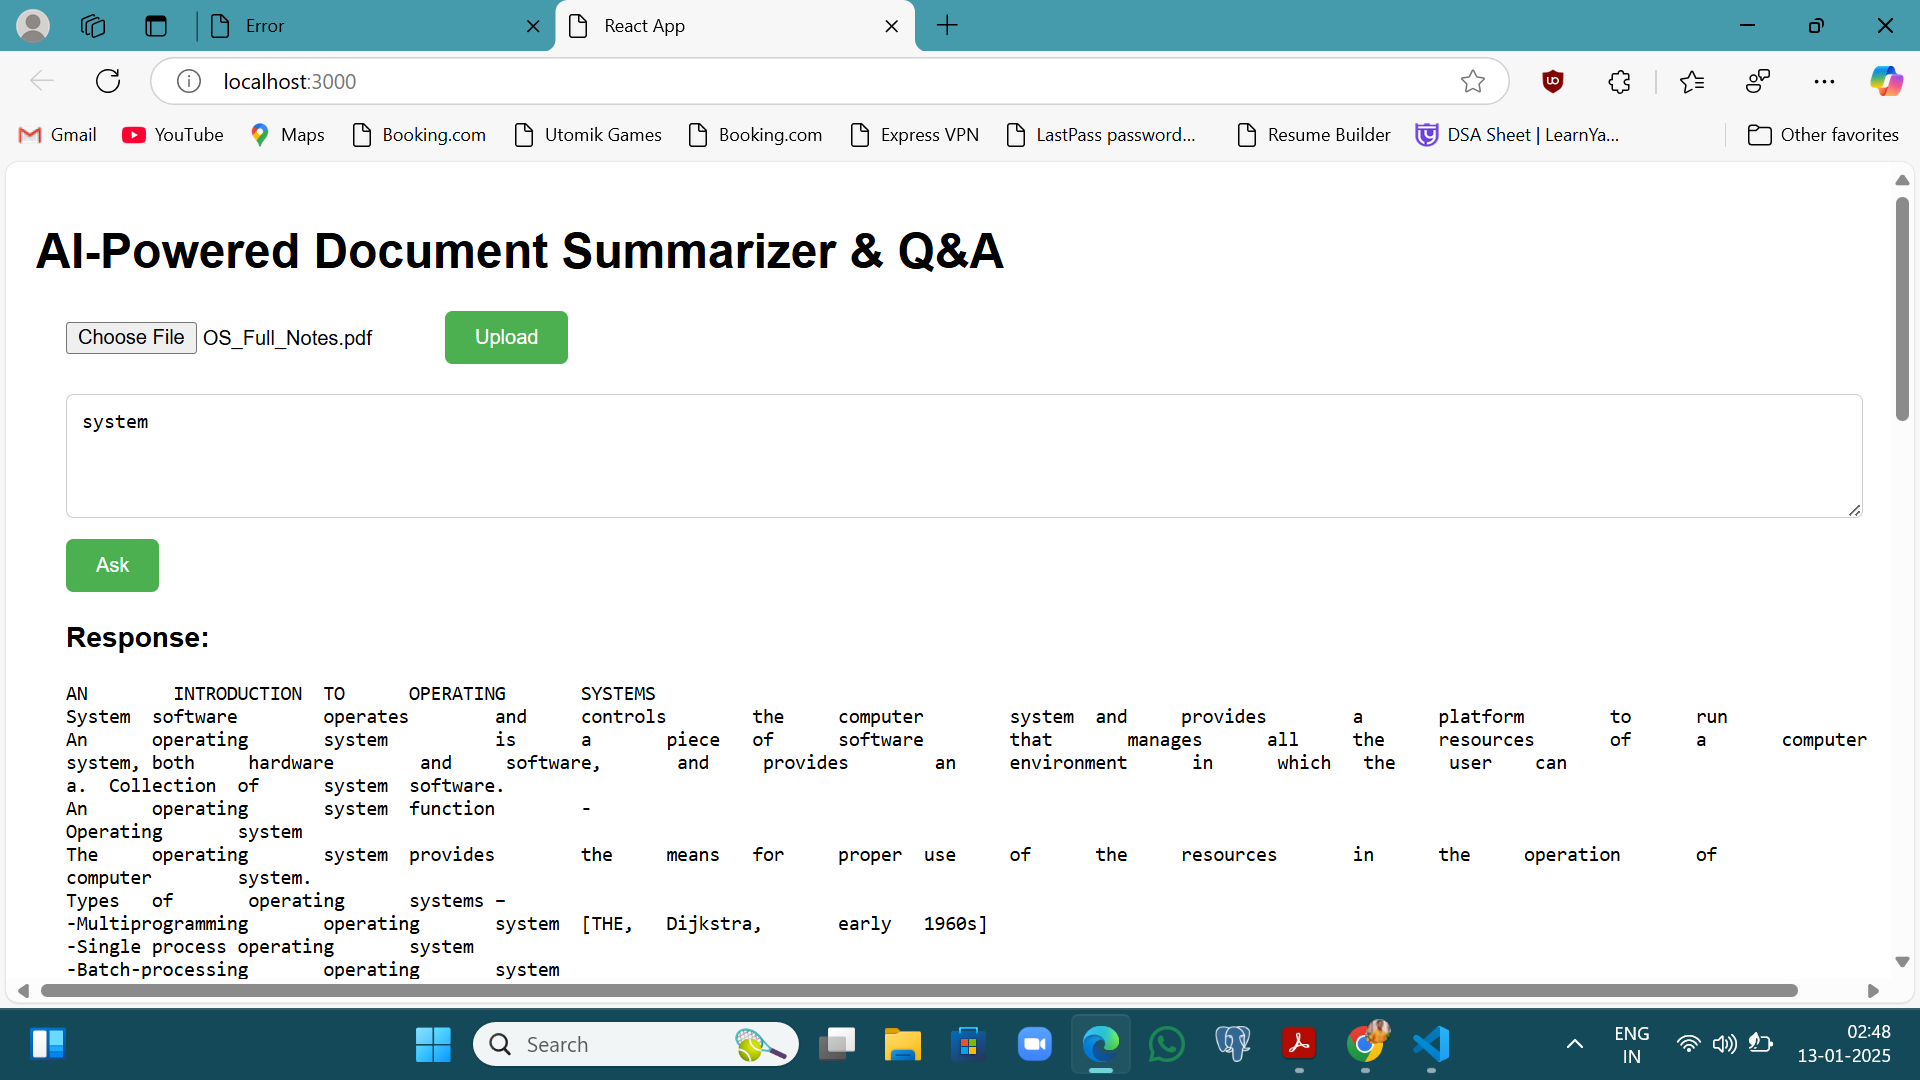 Error
React App
localhost:3000
Gmail
YouTube
Maps
Booking.com
Utomik Games
Booking.com
Express VPN
LastPass password...
Resume Builder
DSA Sheet | LearnYa...
Other favorites
AI-Powered Document Summarizer & Q&A
Choose File OS_Full_Notes.pdf
Upload
system
Ask
Response:
AN INTRODUCTION TO OPERATING SYSTEMS
System software operates and controls the computer system and provides a platform to run
An operating system is a piece of software that manages all the resources of a computer
system, both hardware and software, and provides an environment in which the user can
a. Collection of system software.
An operating system function -
Operating system
The operating system provides the means for proper use of the resources in the operation of
computer system.
Types of operating systems –
-Multiprogramming operating system [THE, Dijkstra, early 1960s]
-Single process operating system
-Batch-processing operating system
Search
ENG
IN
02:48
13-01-2025